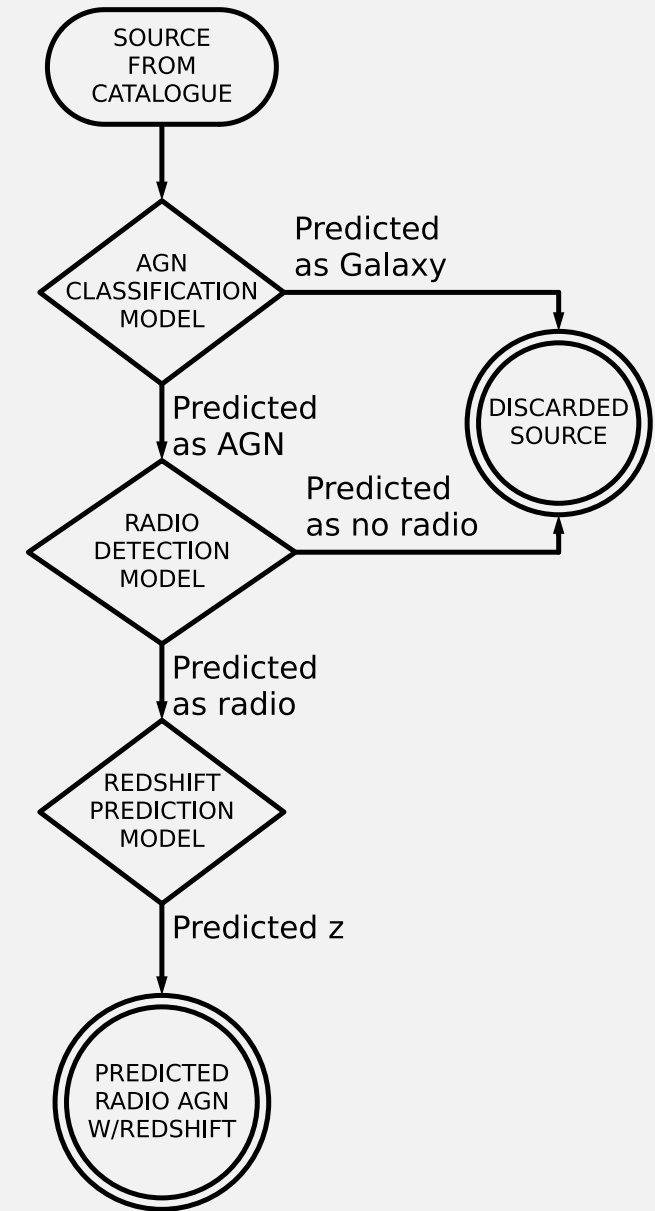 SOURCE
FROM
CATALOGUE
AGN
CLASSIFICATION
MODEL
Predicted
as Galaxy
DISCARDED
SOURCE
Predicted
as AGN
RADIO
DETECTION
MODEL
Predicted
as no radio
Predicted
as radio
REDSHIFT
PREDICTION
MODEL
Predicted z
PREDICTED
RADIO AGN
W/REDSHIFT